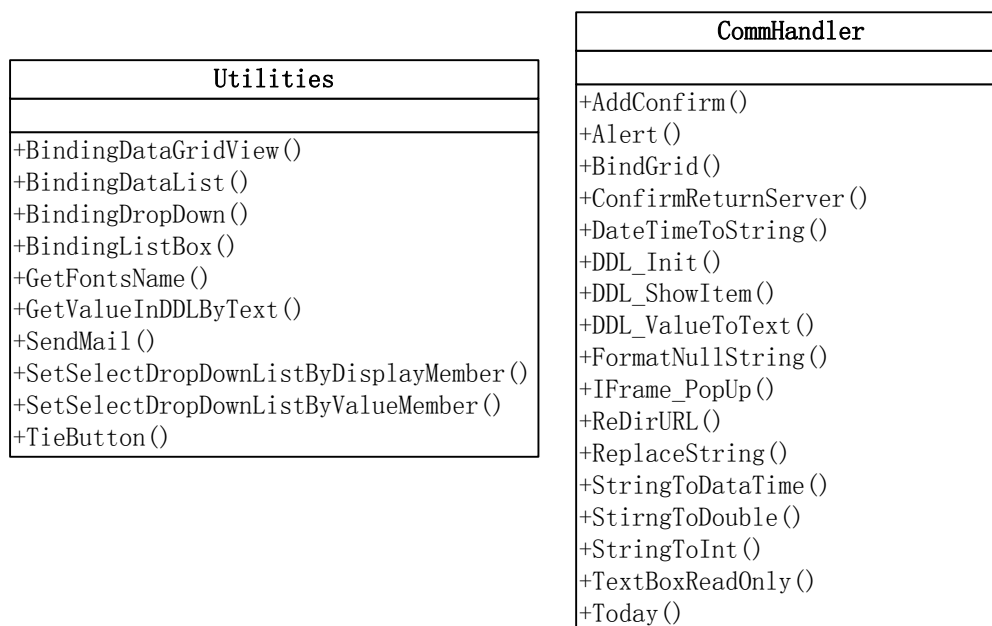 Utilities
+BindingDataGridView()
+BindingDataList()
+BindingDropDown()
+BindingListBox()
+GetFontsName()
+GetValueInDDLByText()
+SendMail()
+SetSelectDropDownListByDisplayMember()
+SetSelectDropDownListByValueMember()
+TieButton()
CommHandler
+AddConfirm()
+Alert()
+BindGrid()
+ConfirmReturnServer()
+DateTimeToString()
+DDL_Init()
+DDL_ShowItem()
+DDL_ValueToText()
+FormatNullString()
+IFrame_PopUp()
+ReDirURL()
+ReplaceString()
+StringToDataTime()
+StirngToDouble()
+StringToInt()
+TextBoxReadOnly()
+Today()